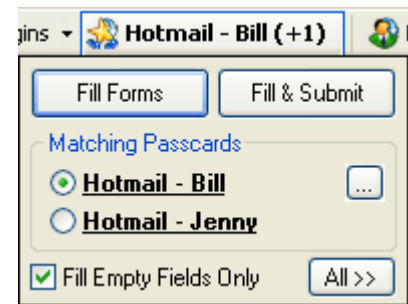 gins Hotmail - Bill (+1)
Fill Forms Fill & Submit
Matching Passcards
Hotmail - Bill ...
Hotmail - Jenny
Fill Empty Fields Only All >>